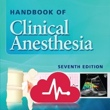 HANDBOOK OF
Clinical
Anesthesia
SEVENTH EDITION